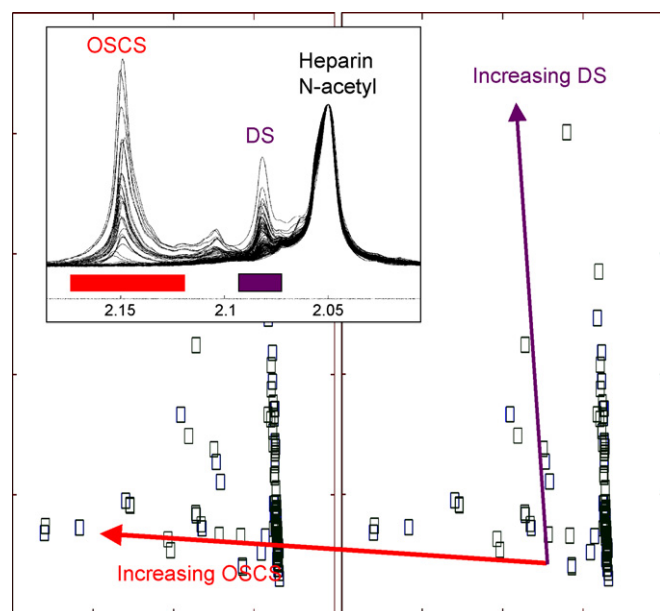 OSCS
Heparin
N-acetyl
DS
2.15
2.1
2.05
Increasing DS
Increasing OSCS